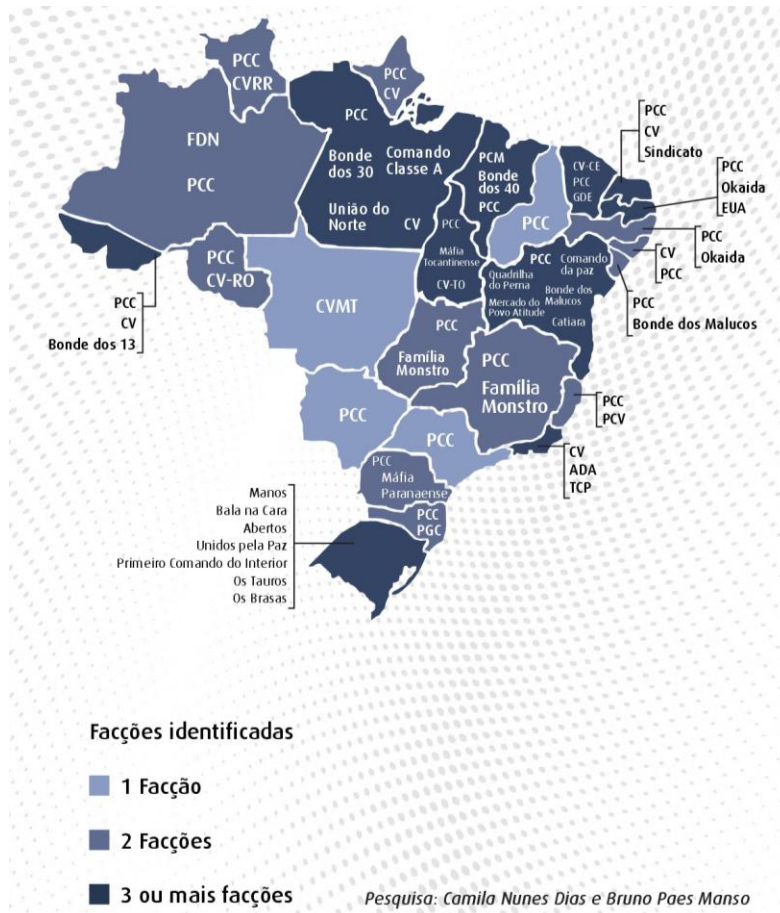 PCC
CVRR
PCC
CV
FDN
PCC
PCC
Bonde
dos 30
Comando
Classe A
União do
Norte
CV
PCM
Bonde
dos 40
PCC
PCC
CV-CE
PCC
GDE
PCC
CV
Sindicato
PCC
Okaida
EUA
PCC
Okaida
CV
PCC
PCC
Bonde dos Malucos
PCC
CV
Bonde dos 13
PCC
CV-RO
CVMT
PCC
Máfia
Tocantinense
CV-TO
PCC
Comando
da paz
Quadrilha
do Perna
Bonde dos
Malucos
Mercado do
Povo Atitude
Catiara
PCC
Família
Monstro
PCC
Família
Monstro
PCC
PCV
PCC
PCC
CV
ADA
TCP
PCC
Máfia
Paranaense
PCC
PGC
Manos
Bala na Cara
Abertos
Unidos pela Paz
Primeiro Comando do Interior
Os Tauros
Os Brasas
Facções identificadas
1 Facção
2 Facções
3 ou mais facções
Pesquisa: Camila Nunes Dias e Bruno Paes Manso